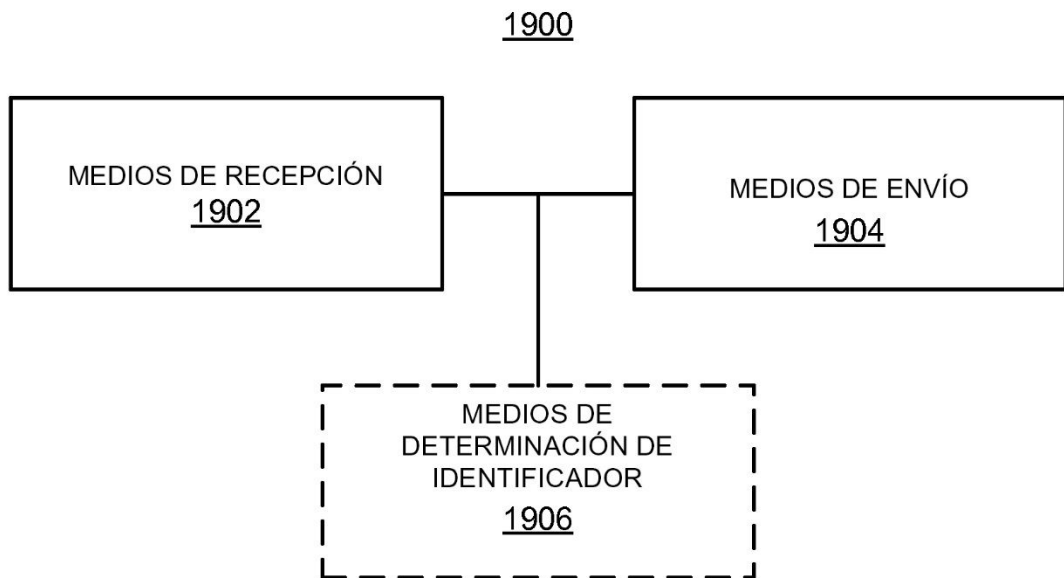 1900
MEDIOS DE RECEPCIÓN
1902
MEDIOS DE ENVÍO
1904
MEDIOS DE
DETERMINACIÓN DE
IDENTIFICADOR
1906